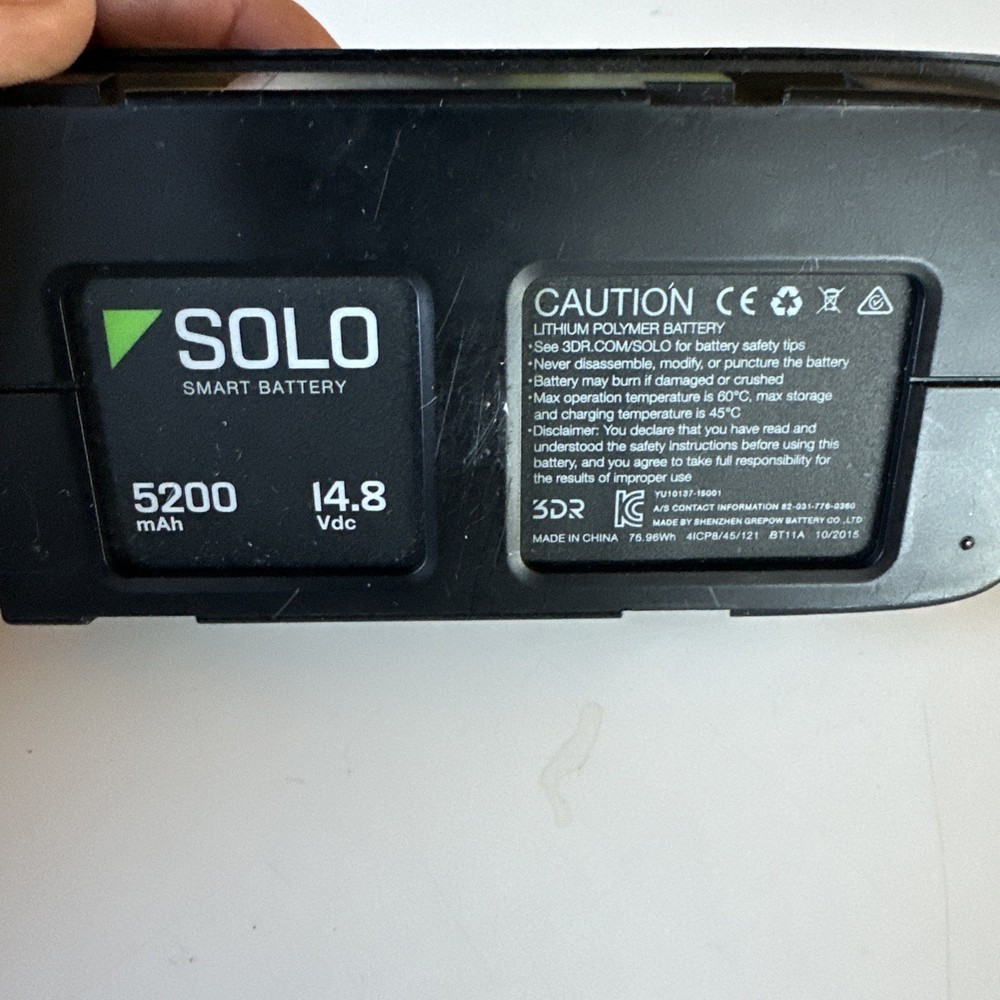 SOLO
SMART BATTERY
5200
mAh
14.8
Vdc
CAUTION CE
LITHIUM POLYMER BATTERY
•See 3DR.COM/SOLO for battery safety tips
•Never disassemble, modify, or puncture the battery
•Battery may burn if damaged or crushed
•Max operation temperature is 60°C, max storage
and charging temperature is 45°C
•Disclaimer: You declare that you have read and
understood the safety instructions before using this
battery, and you agree to take full responsibility for
the results of improper use
3DR
YU10137-15001
A/S CONTACT INFORMATION 82-031-776-0360
MADE BY SHENZHEN GREPOW BATTERY CO.,LTD
MADE IN CHINA 76.96Wh 4ICP8/45/121 BT11A 10/2015